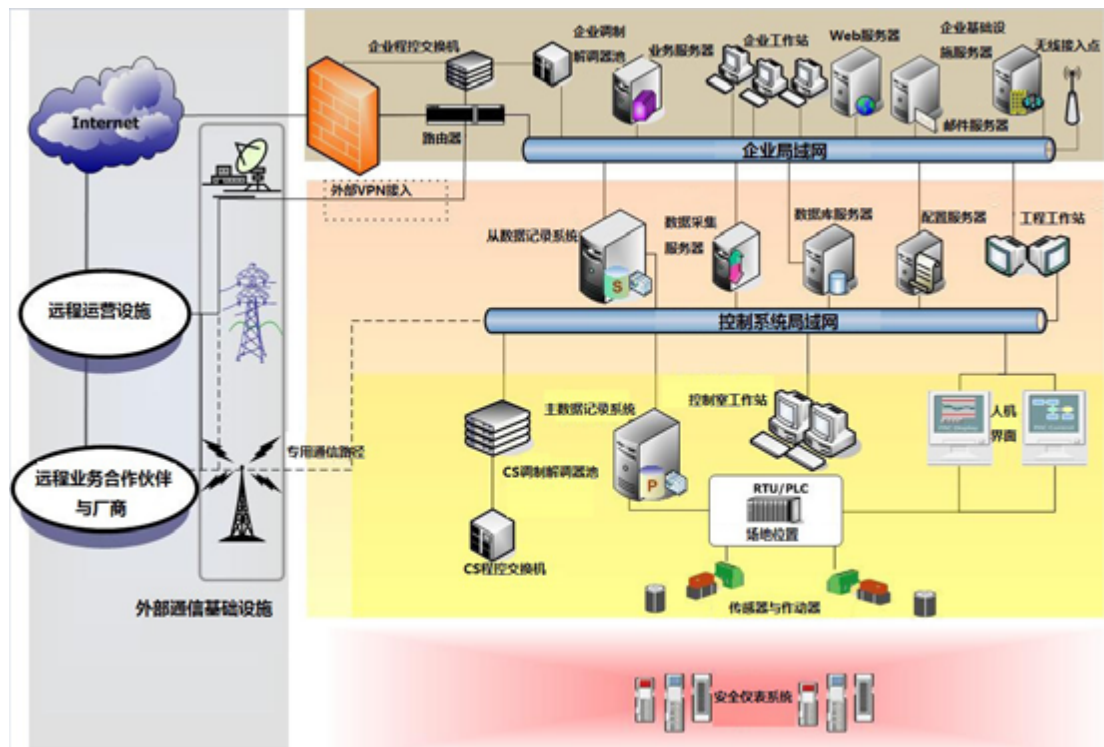 企业程控交换机
企业调制
解调器池
业务服务器
企业工作站
Web服务器
企业基础设
施服务器
无线接入点
Internet
路由器
邮件服务器
企业局域网
外部VPN接入
从数据记录系统
数据采集
服务器
数据库服务器
配置服务器
工程工作站
远程运营设施
控制系统局域网
专用通信路径
主数据记录系统
控制室工作站
人机
界面
远程业务合作伙伴
与厂商
CS调制解调器池
S
P
RTU/PLC
场地位置
CS程控交换机
传感器与作动器
外部通信基础设施
安全仪表系统